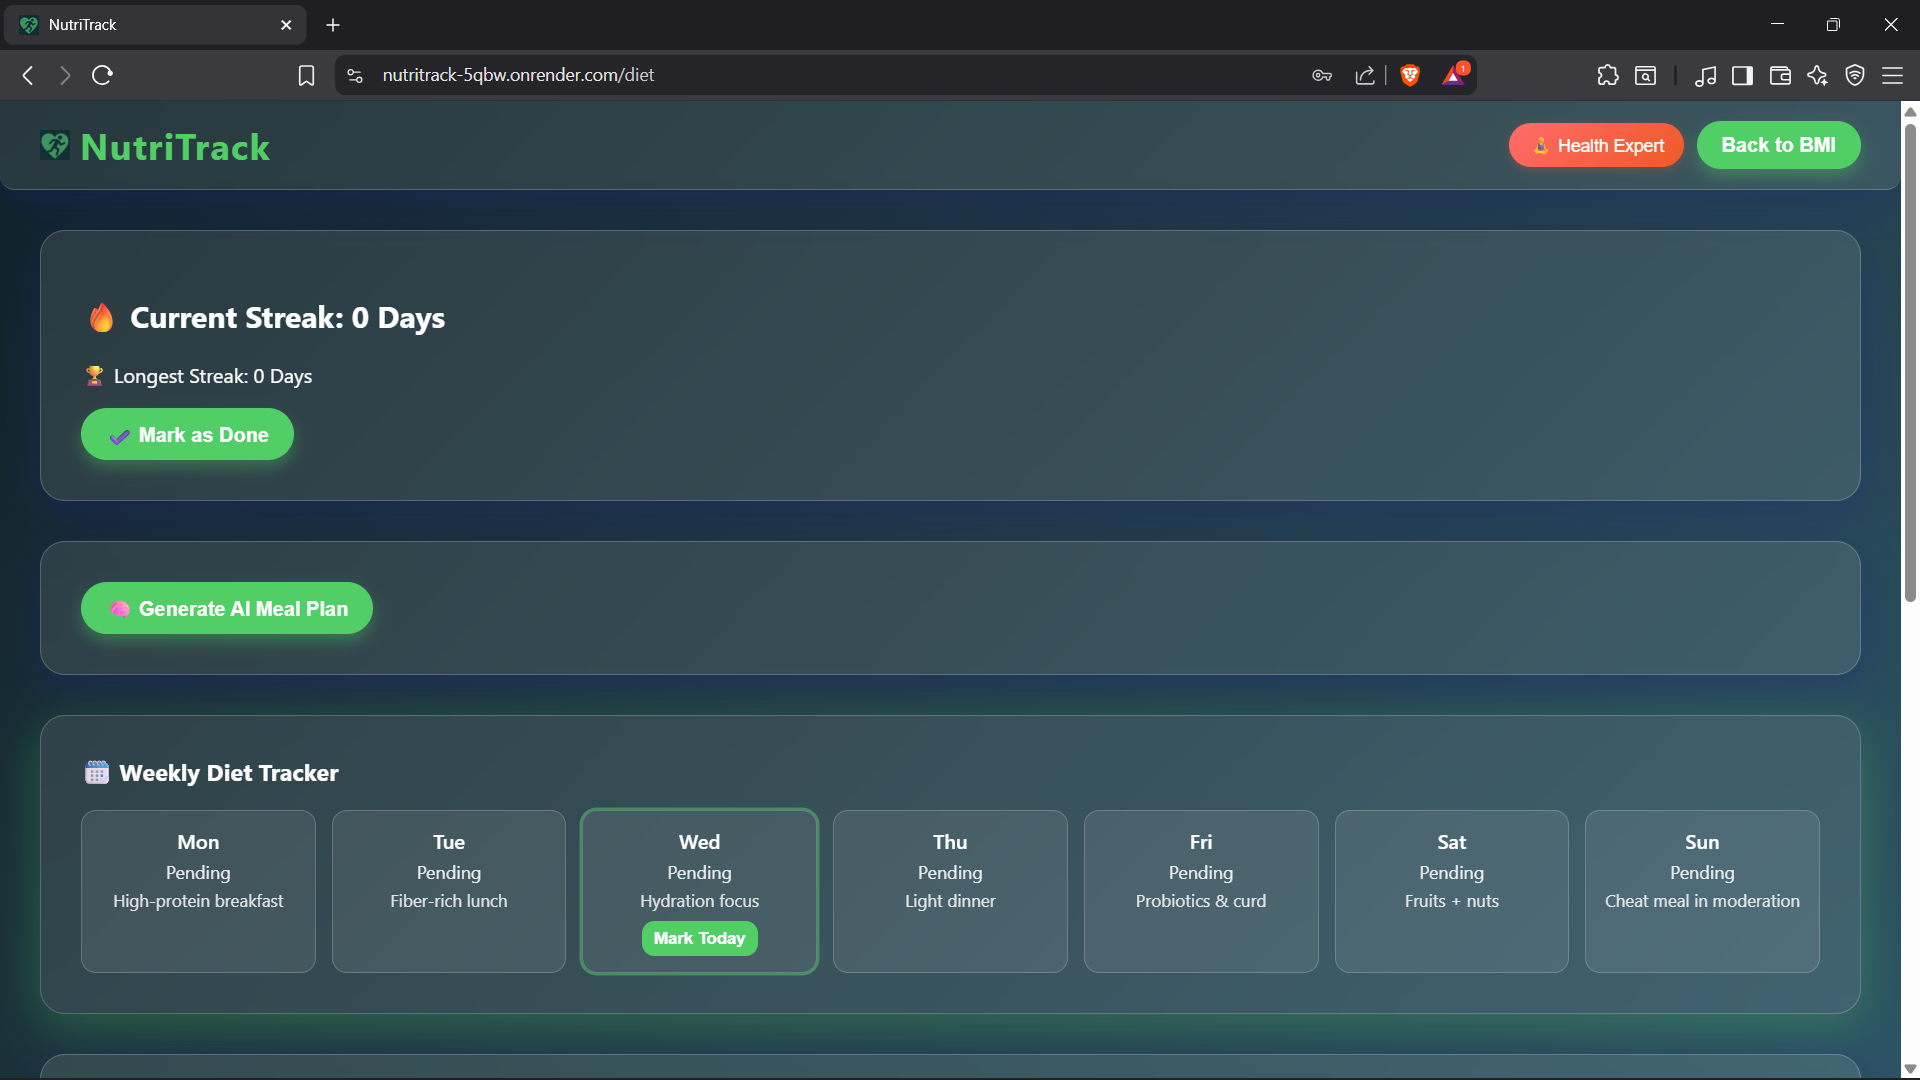 NutriTrack
nutritrack-5qbw.onrender.com/diet
1
NutriTrack
Health Expert
Back to BMI
Current Streak: 0 Days
Longest Streak: 0 Days
Mark as Done
Generate AI Meal Plan
Weekly Diet Tracker
Mon
Pending
High-protein breakfast
Tue
Pending
Fiber-rich lunch
Wed
Pending
Hydration focus
Mark Today
Thu
Pending
Light dinner
Fri
Pending
Probiotics & curd
Sat
Pending
Fruits + nuts
Sun
Pending
Cheat meal in moderation